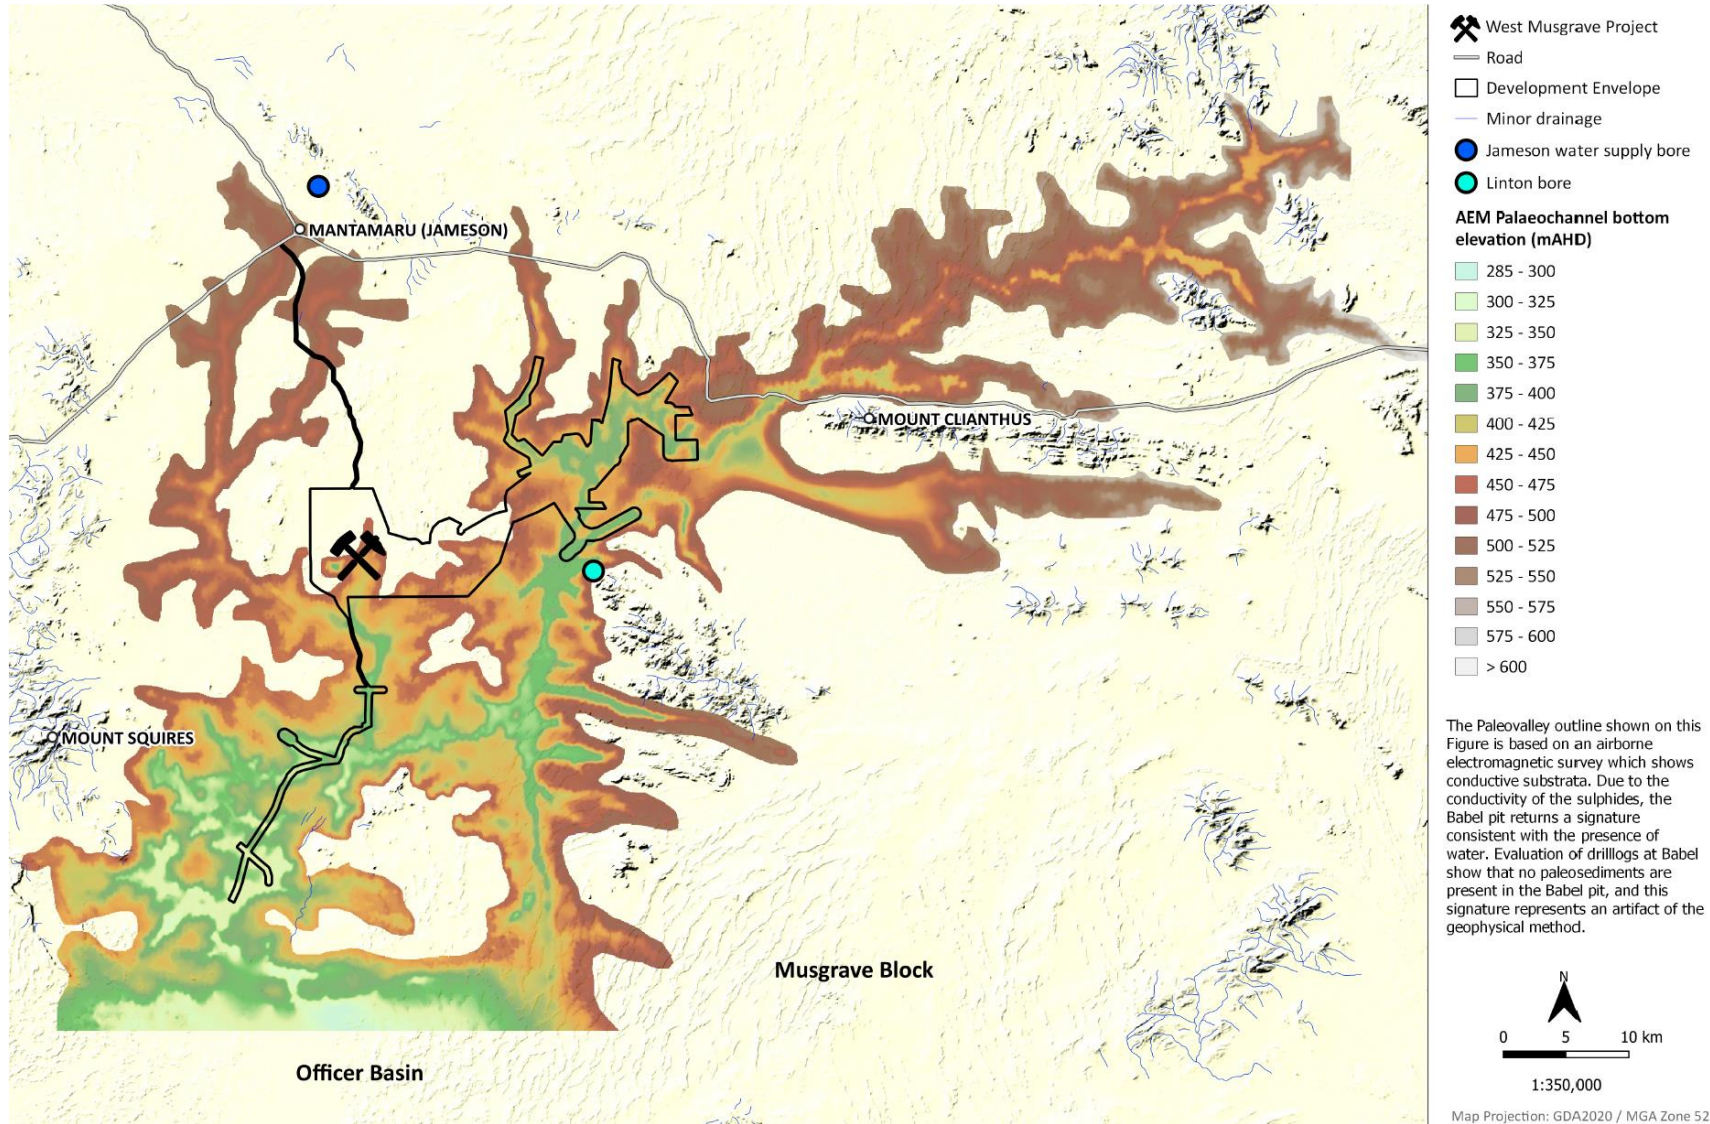 MANTAMARU (JAMESON)
MOUNT CLIANTHUS
MOUNT SQUIRES
Musgrave Block
Officer Basin
West Musgrave Project
Road
Development Envelope
Minor drainage
Jameson water supply bore
Linton bore
AEM Palaeochannel bottom
elevation (mAHD)
285 - 300
300 - 325
325 - 350
350 - 375
375 - 400
400 - 425
425 - 450
450 - 475
475 - 500
500 - 525
525 - 550
550 - 575
575 - 600
> 600
The Paleovalley outline shown on this
Figure is based on an airborne
electromagnetic survey which shows
conductive substrata. Due to the
conductivity of the sulphides, the
Babel pit returns a signature
consistent with the presence of
water. Evaluation of drilllogs at Babel
show that no paleosediments are
present in the Babel pit, and this
signature represents an artifact of the
geophysical method.
N
0 5 10 km
1:350,000
Map Projection: GDA2020 / MGA Zone 52